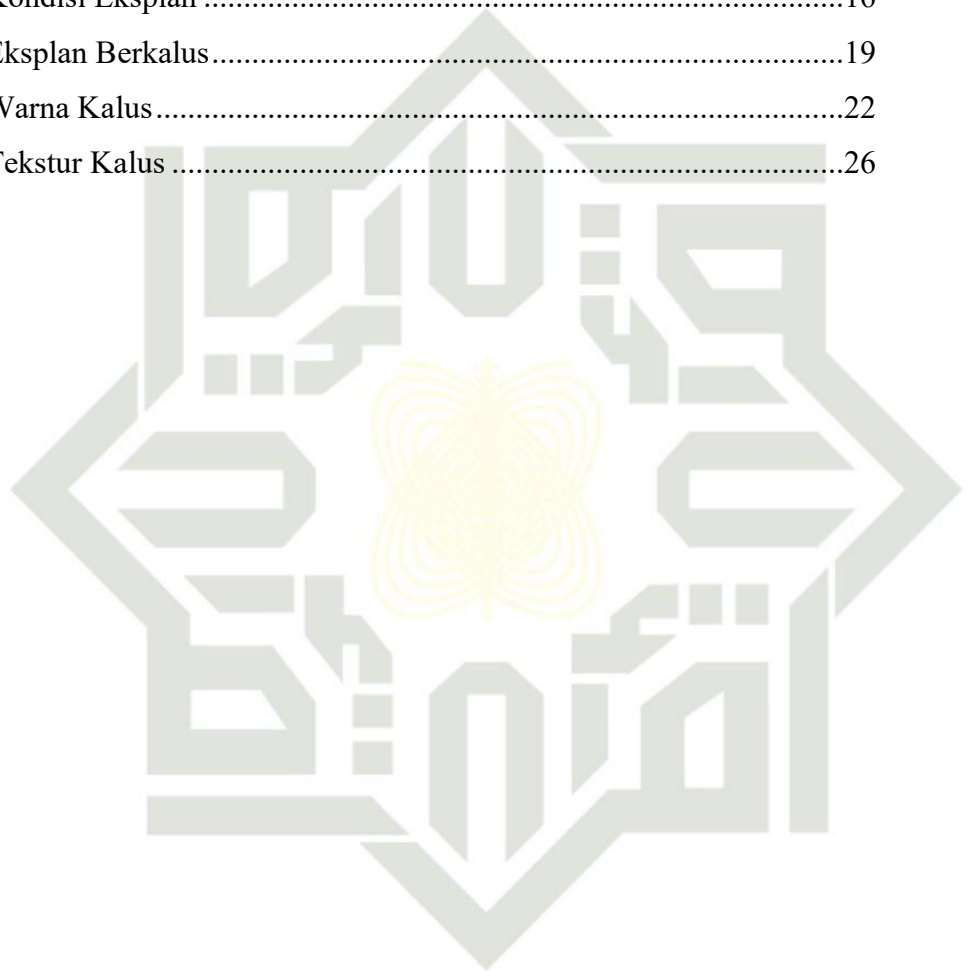 Kondisi Eksplan ................................................................................16
Eksplan Berkalus ................................................................................19
Warna Kalus ................................................................................22
Tekstur Kalus ................................................................................26